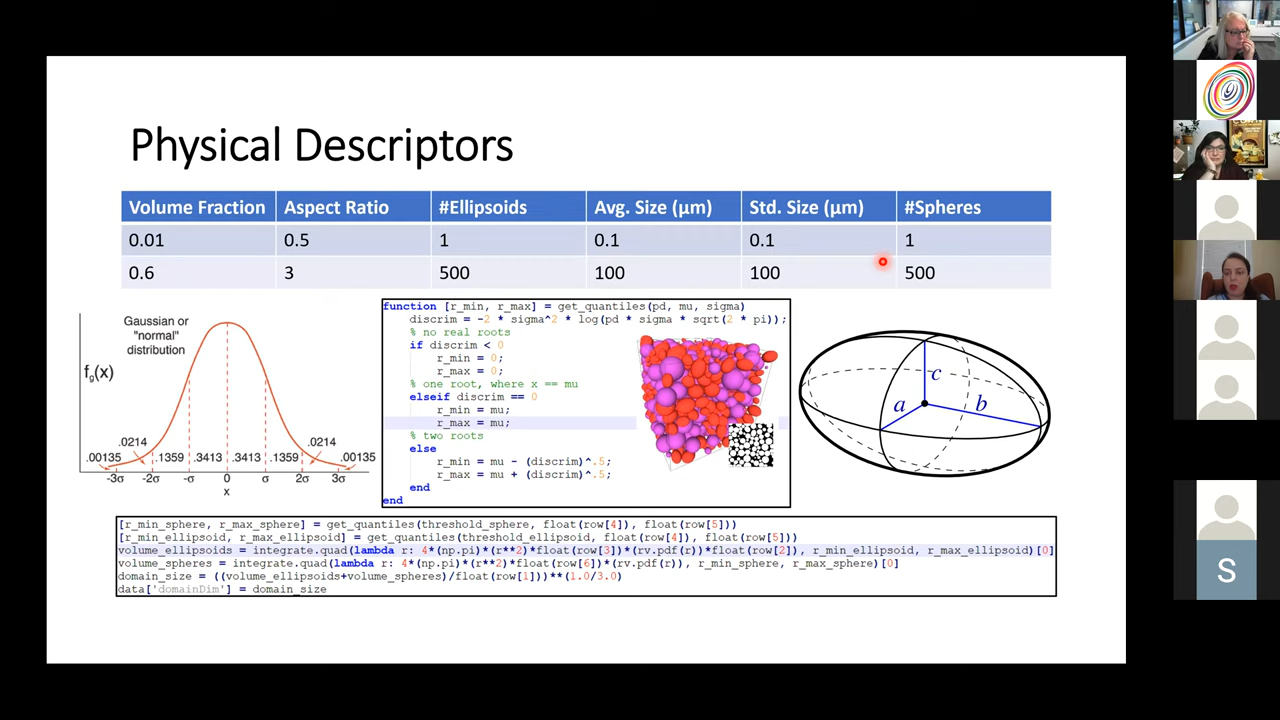 Physical Descriptors
Volume Fraction Aspect Ratio #Ellipsoids Avg. Size (µm) Std. Size (µm) #Spheres
0.01 0.5 1 0.1 0.1 1
0.6 3 500 100 100 500
Gaussian or
"normal"
distribution
fg(x)
.0214 .0214
.00135 .1359 .3413 .3413 .1359 .00135
-3σ -2σ -σ 0 σ 2σ 3σ
x
function [r_min, r_max] = get_quantiles(pd, mu, sigma)
discrim = -2 * sigma^2 * log(pd * sigma * sqrt(2 * pi));
% no real roots
if discrim < 0
r_min = 0;
r_max = 0;
% one root, where x == mu
elseif discrim == 0
r_min = mu;
r_max = mu;
% two roots
else
r_min = mu - (discrim)^.5;
r_max = mu + (discrim)^.5;
end
end
c
a b
[r_min_sphere, r_max_sphere] = get_quantiles(threshold_sphere, float(row[4]), float(row[5]))
[r_min_ellipsoid, r_max_ellipsoid] = get_quantiles(threshold_ellipsoid, float(row[4]), float(row[5]))
volume_ellipsoids = integrate.quad(lambda r: 4*(np.pi)*(r**2)*float(row[3])*(rv.pdf(r))*float(row[2]), r_min_ellipsoid, r_max_ellipsoid)[0]
volume_spheres = integrate.quad(lambda r: 4*(np.pi)*(r**2)*float(row[6])*(rv.pdf(r)), r_min_sphere, r_max_sphere)[0]
domain_size = ((volume_ellipsoids+volume_spheres)/float(row[1]))**(1.0/3.0)
data['domainDim'] = domain_size
S